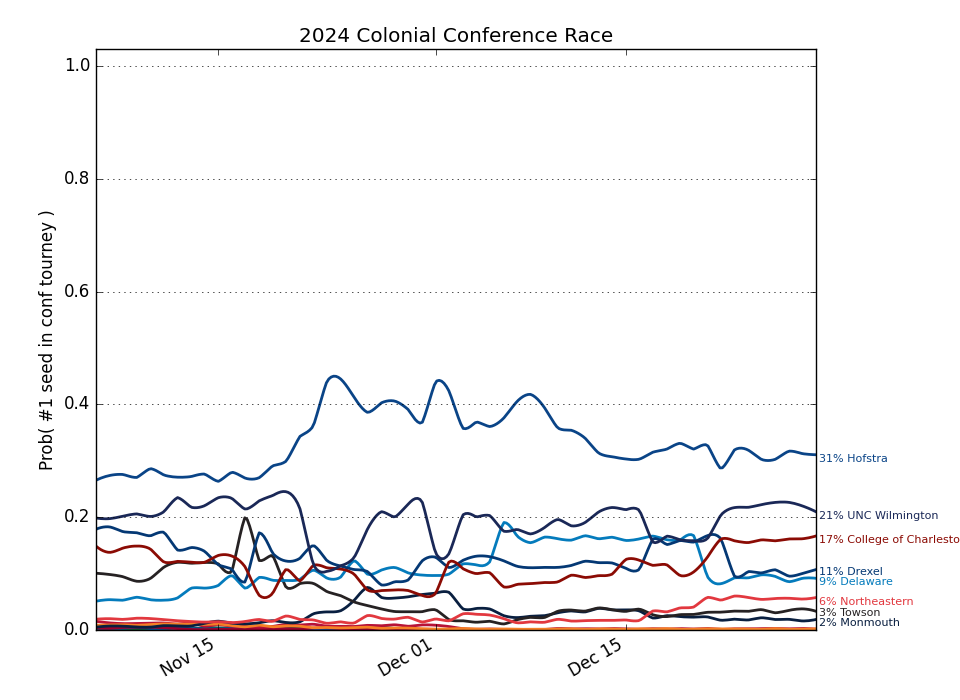 2024 Colonial Conference Race
Prob( #1 seed in conf tourney )
1.0
0.8
0.6
0.4
0.2
0.0
Nov 15
Dec 01
Dec 15
31% Hofstra
21% UNC Wilmington
17% College of Charlesto
11% Drexel
9% Delaware
6% Northeastern
3% Towson
2% Monmouth